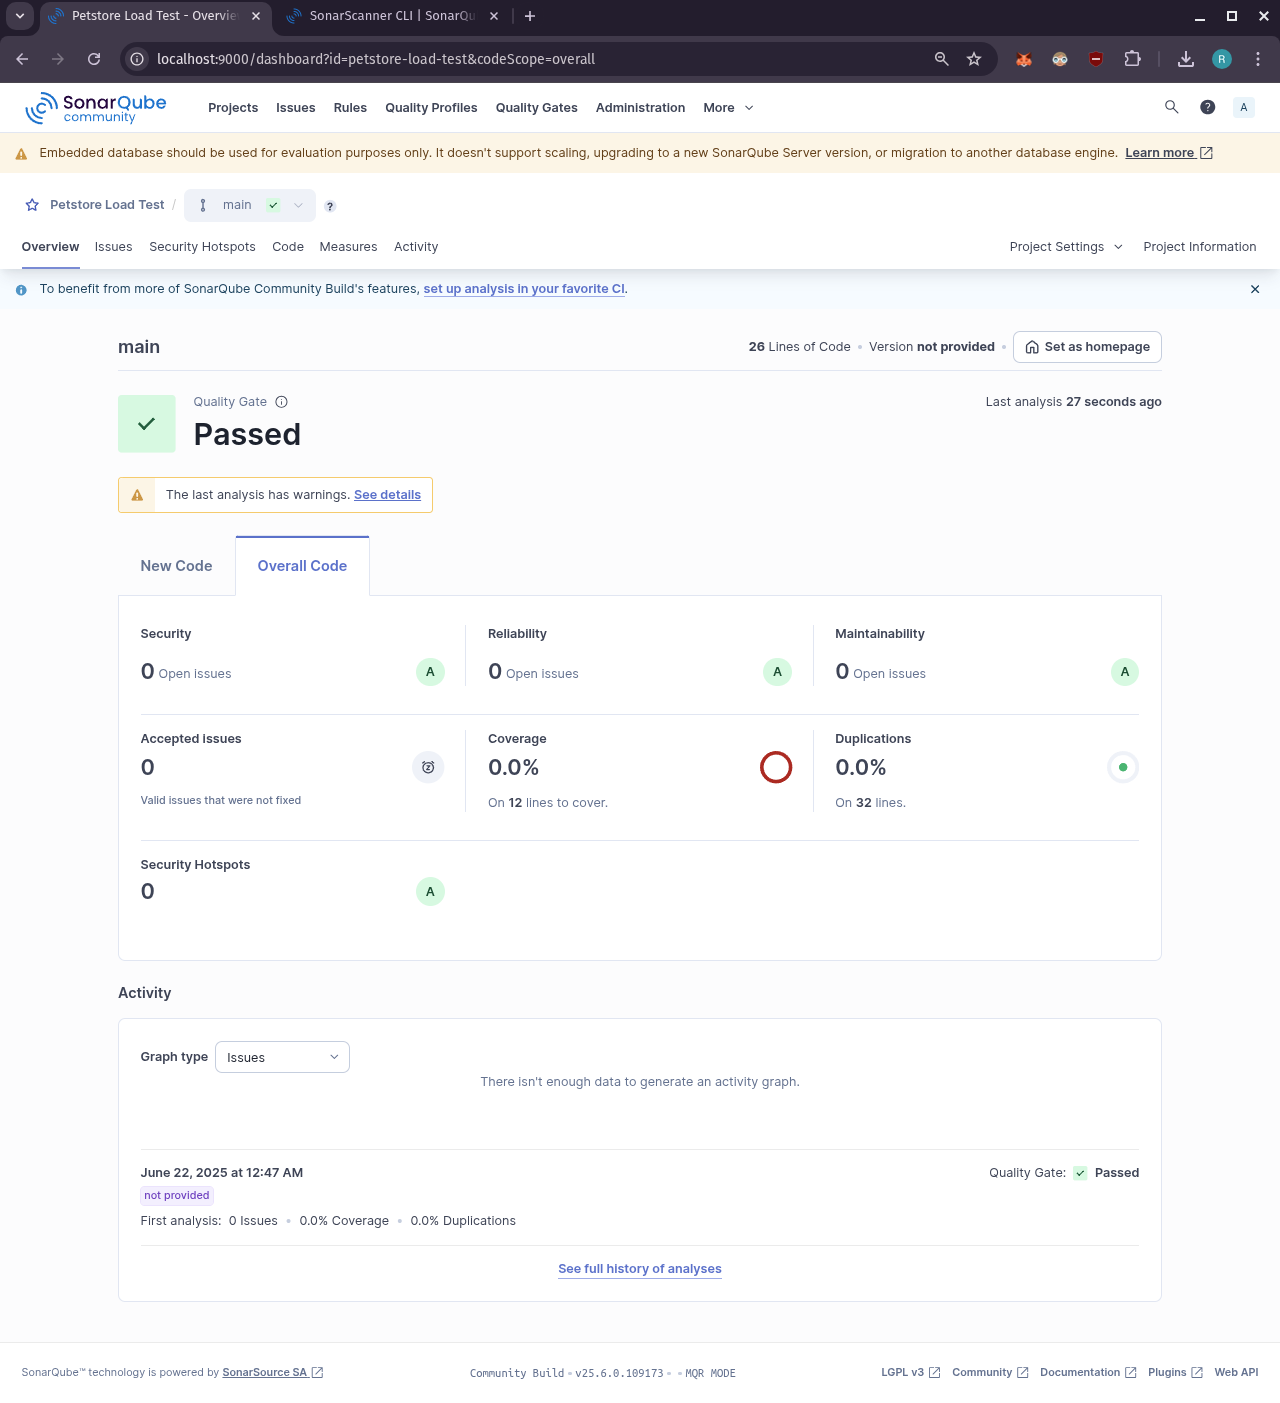 Petstore Load Test - Overvie
SonarScanner CLI | SonarQu
localhost:9000/dashboard?id=petstore-load-test&codeScope=overall
R
SonarQube
community
Projects Issues Rules Quality Profiles Quality Gates Administration More
?
A
Embedded database should be used for evaluation purposes only. It doesn't support scaling, upgrading to a new SonarQube Server version, or migration to another database engine. Learn more
Petstore Load Test / main ?
Overview Issues Security Hotspots Code Measures Activity Project Settings Project Information
To benefit from more of SonarQube Community Build's features, set up analysis in your favorite CI.
main
26 Lines of Code • Version not provided • Set as homepage
Quality Gate
Passed
Last analysis 27 seconds ago
The last analysis has warnings. See details
New Code Overall Code
Security
0 Open issues A
Reliability
0 Open issues A
Maintainability
0 Open issues A
Accepted issues
0
Valid issues that were not fixed
Coverage
0.0%
On 12 lines to cover.
Duplications
0.0%
On 32 lines.
Security Hotspots
0 A
Activity
Graph type Issues
There isn't enough data to generate an activity graph.
June 22, 2025 at 12:47 AM
Quality Gate: Passed
not provided
First analysis: 0 Issues • 0.0% Coverage • 0.0% Duplications
See full history of analyses
SonarQube™ technology is powered by SonarSource SA
Community Build • v25.6.0.109173 • • MQR MODE
LGPL v3 Community Documentation Plugins Web API